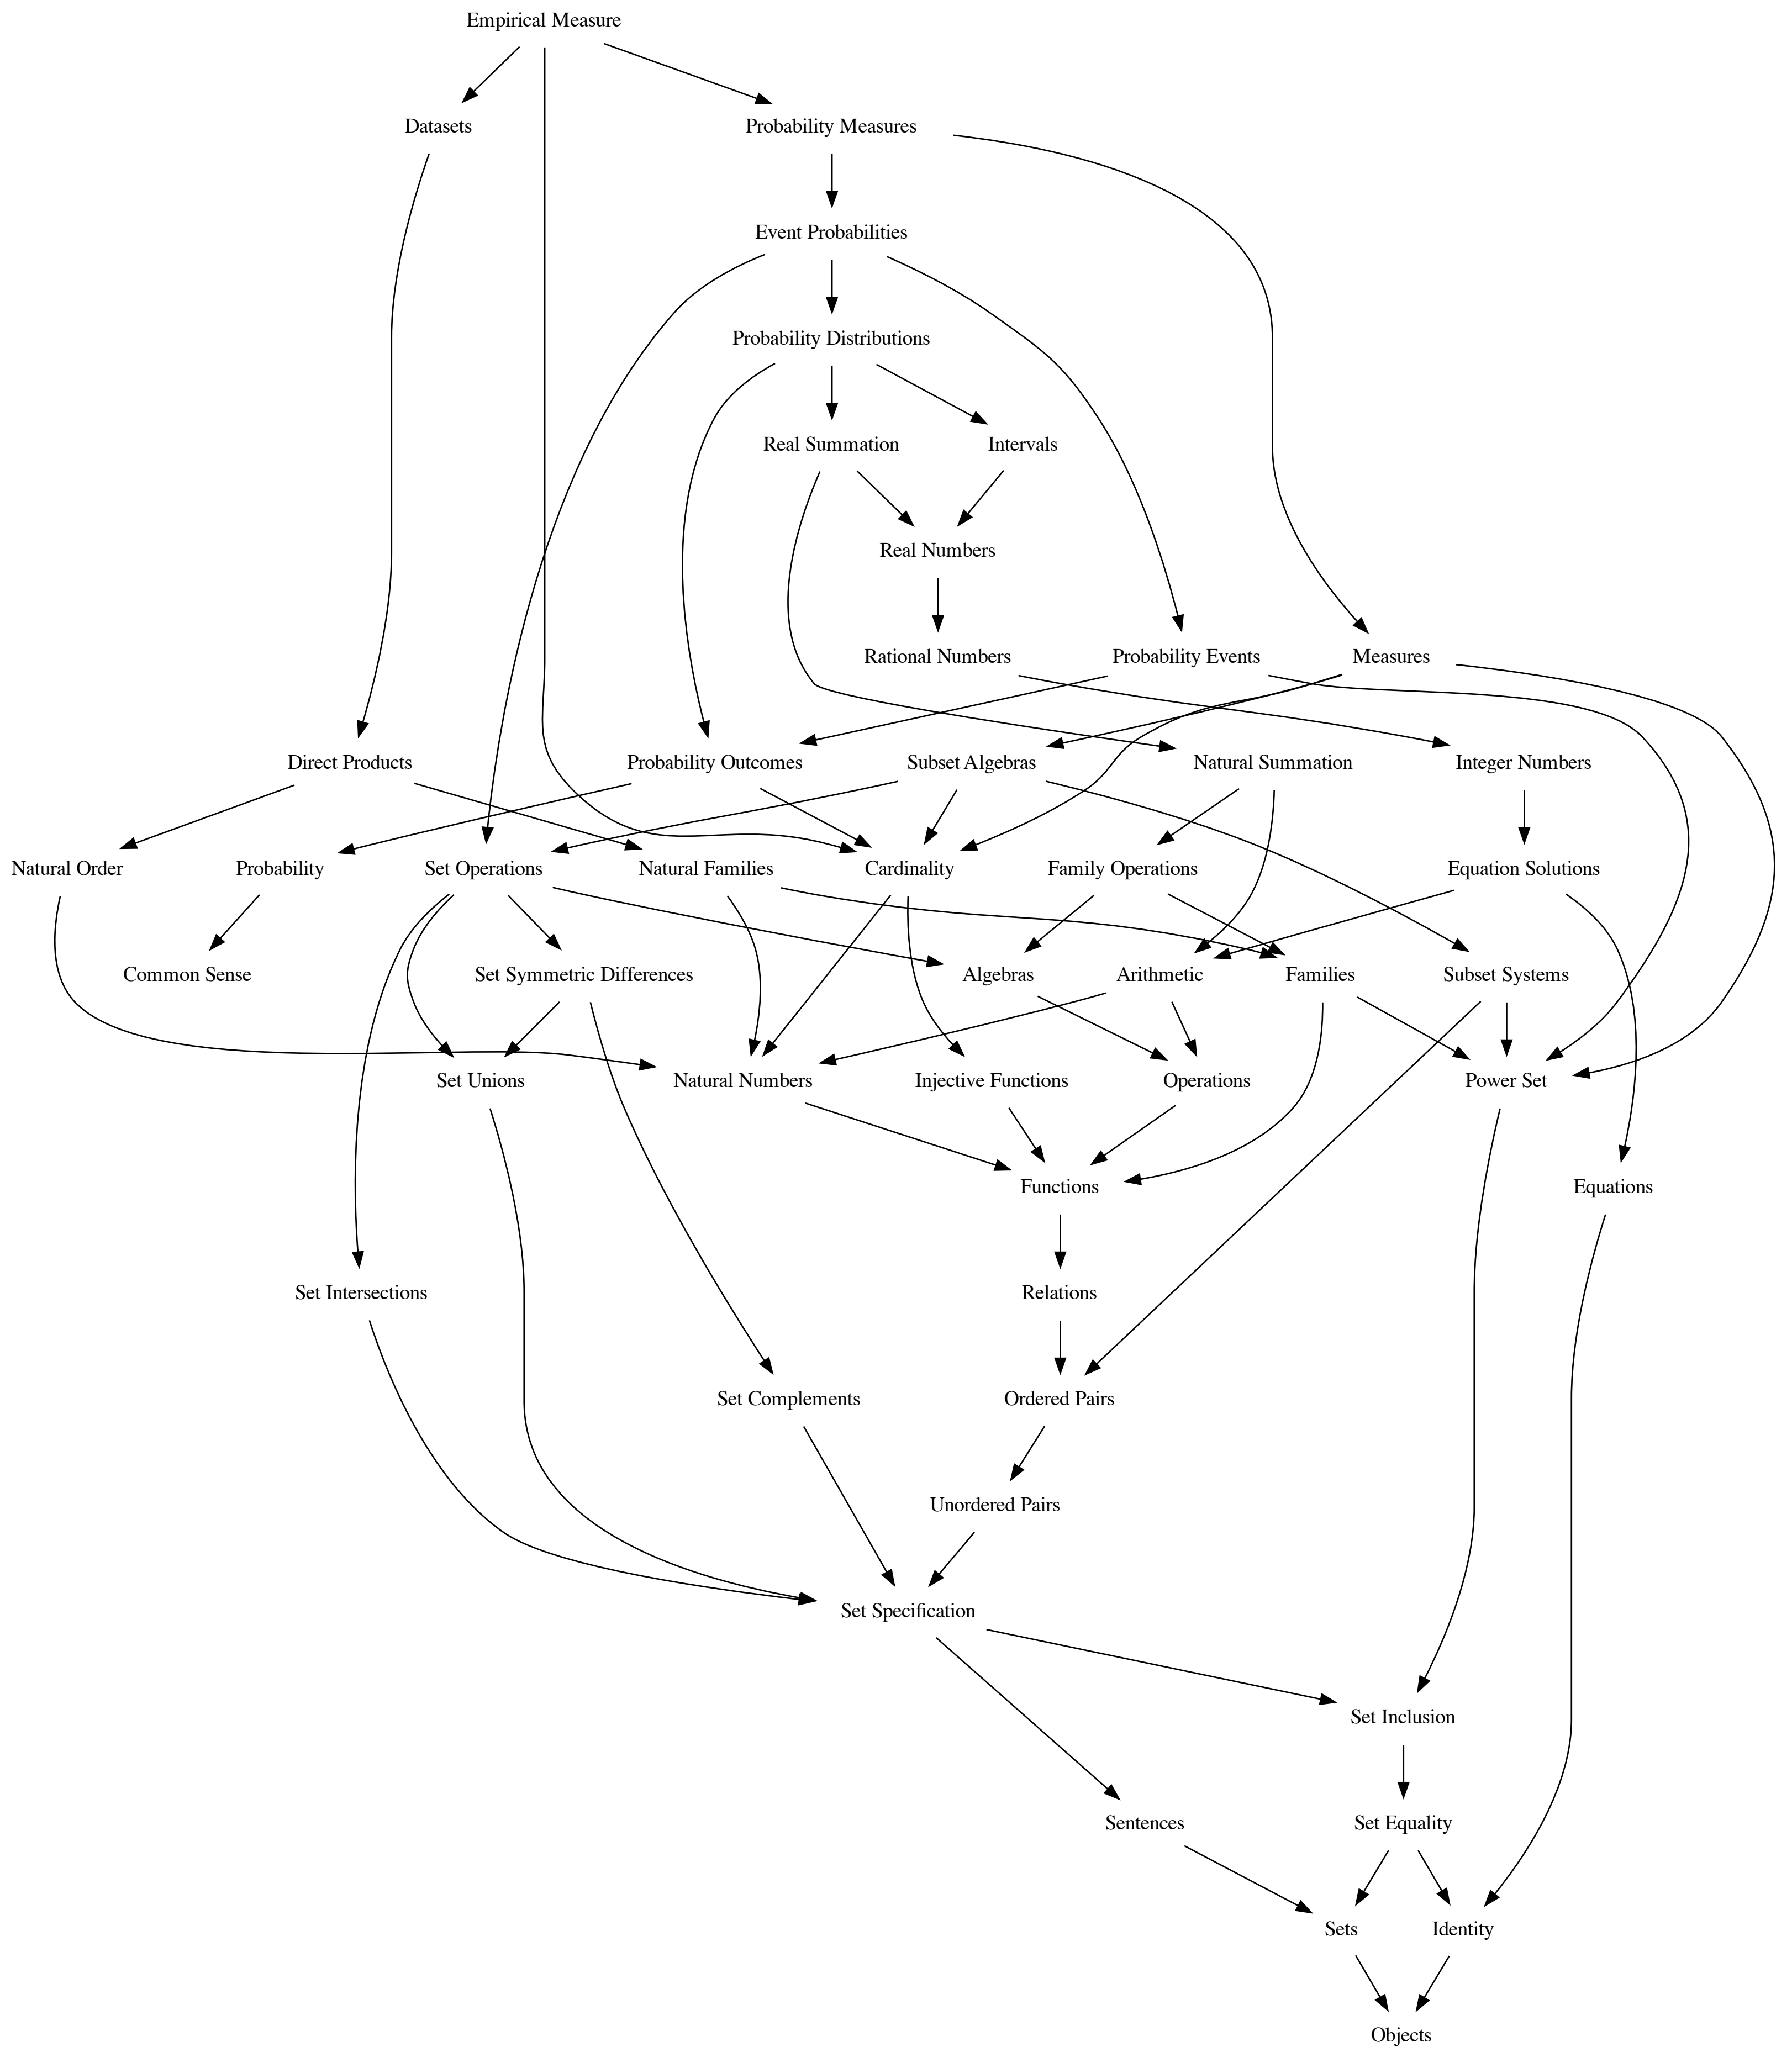 Empirical Measure
Datasets
Probability Measures
Event Probabilities
Probability Distributions
Real Summation
Intervals
Real Numbers
Rational Numbers
Probability Events
Measures
Direct Products
Probability Outcomes
Subset Algebras
Natural Summation
Integer Numbers
Natural Order
Probability
Set Operations
Natural Families
Cardinality
Family Operations
Equation Solutions
Common Sense
Set Symmetric Differences
Algebras
Arithmetic
Families
Subset Systems
Set Unions
Natural Numbers
Injective Functions
Operations
Power Set
Functions
Equations
Set Intersections
Relations
Set Complements
Ordered Pairs
Unordered Pairs
Set Specification
Set Inclusion
Sentences
Set Equality
Sets
Identity
Objects